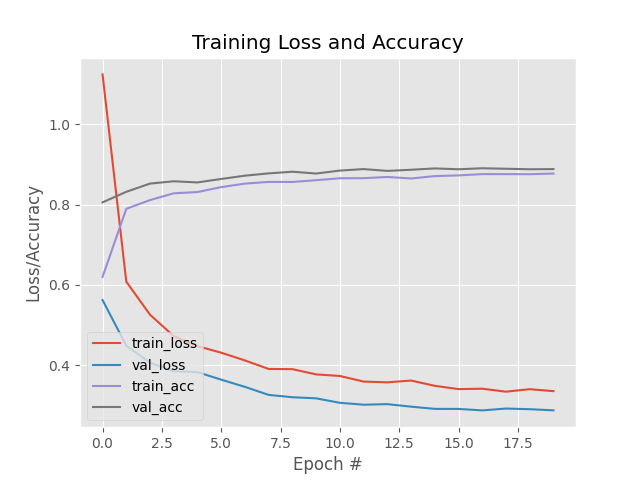 Training Loss and Accuracy
Loss/Accuracy
1.0
0.8
0.6
0.4
train_loss
val_loss
train_acc
val_acc
0.0 2.5 5.0 7.5 10.0 12.5 15.0 17.5
Epoch #